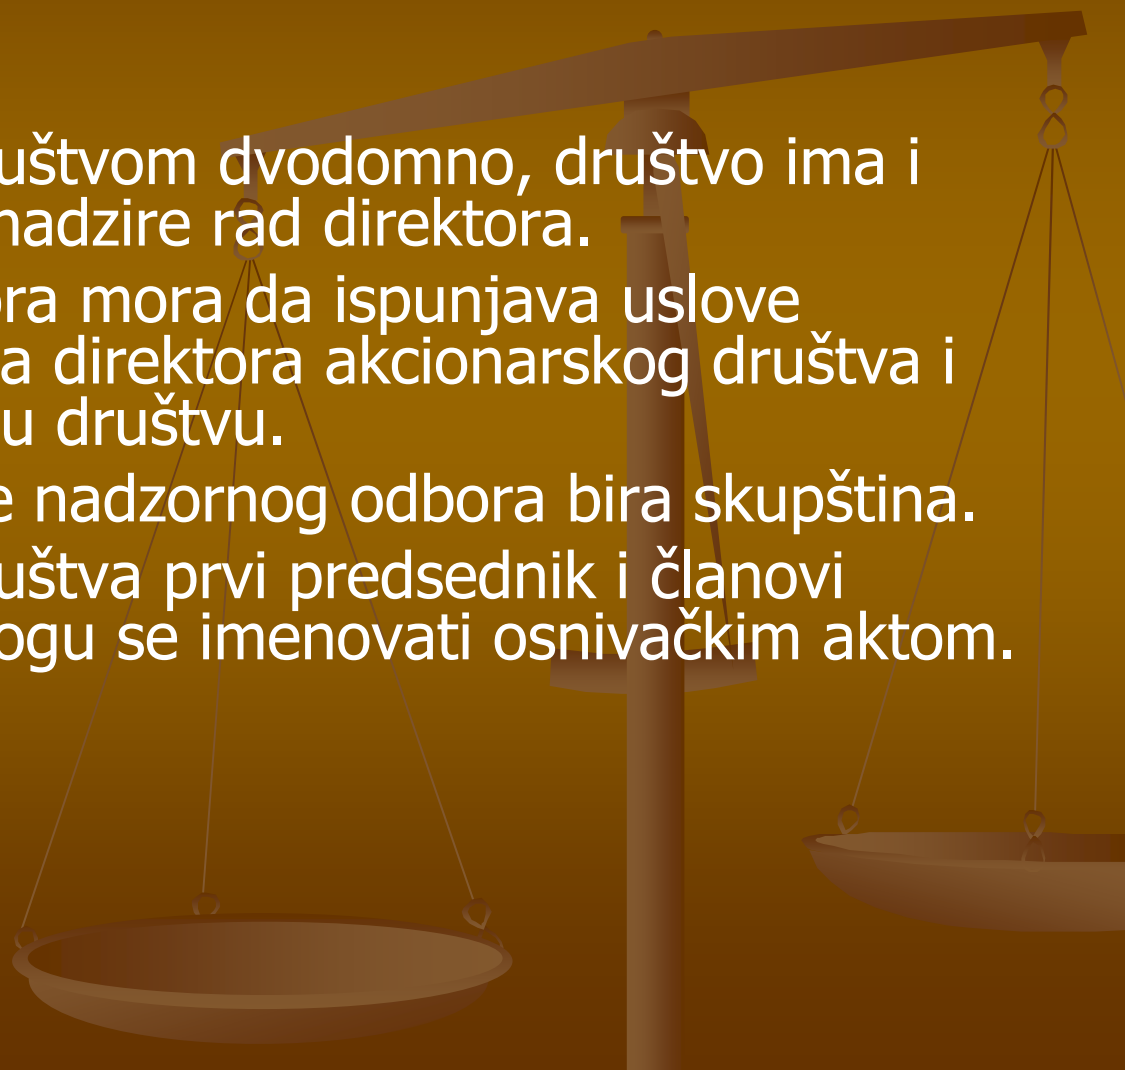 uštvom dvodomno, društvo ima i
nadzire rad direktora.
ora mora da ispunjava uslove
a direktora akcionarskog društva i
u društvu.
e nadzornog odbora bira skupština.
uštva prvi predsednik i članovi
ogu se imenovati osnivačkim aktom.